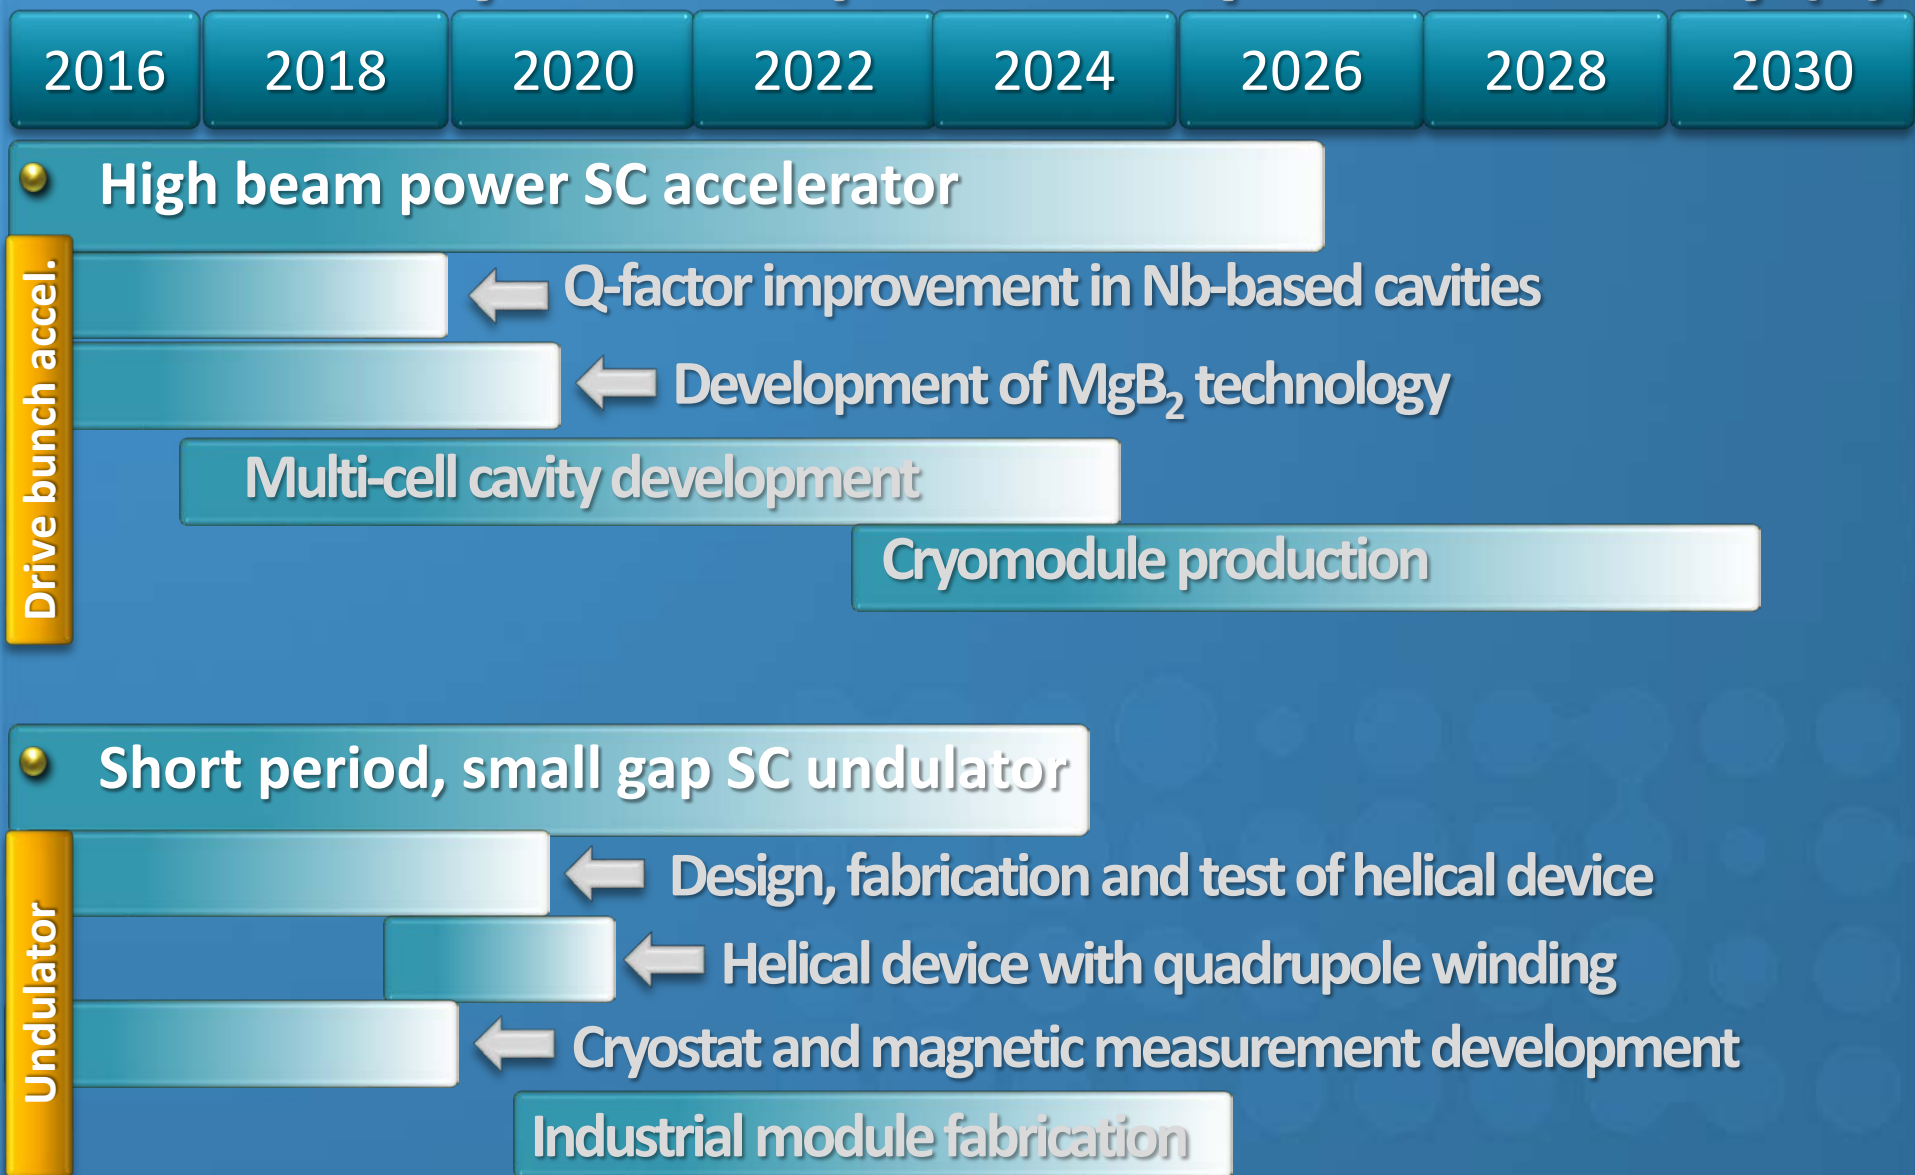 2016 2018 2020 2022 2024 2026 2028 2030
High beam power SC accelerator
Drive bunch accel.
Q-factor improvement in Nb-based cavities
Development of MgB₂ technology
Multi-cell cavity development
Cryomodule production
Short period, small gap SC undulator
Undulator
Design, fabrication and test of helical device
Helical device with quadrupole winding
Cryostat and magnetic measurement development
Industrial module fabrication